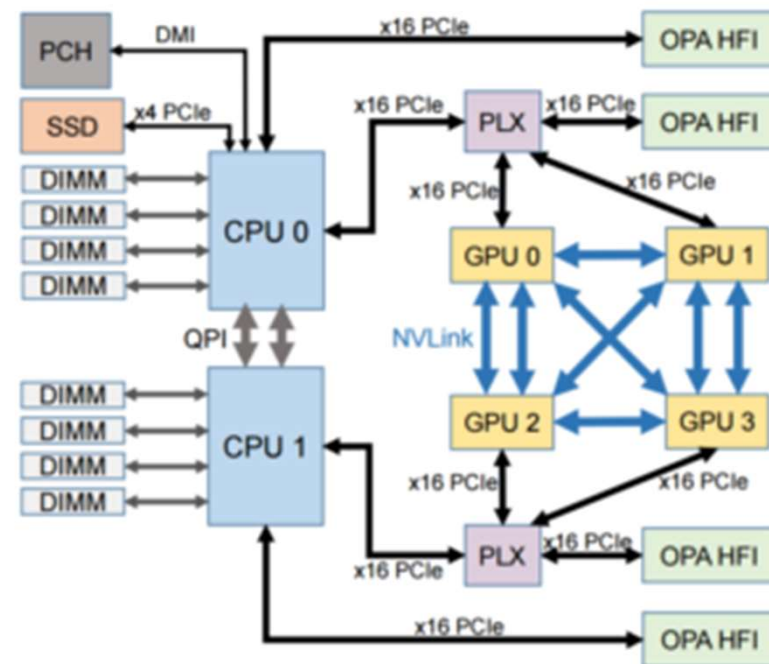 x16 PCIe
OPA HFI
PCH
DMI
SSD
x4 PCIe
x16 PCIe
PLX
x16 PCIe
OPA HFI
DIMM
DIMM
DIMM
DIMM
CPU 0
x16 PCIe
x16 PCIe
GPU 0
GPU 1
QPI
NVLink
DIMM
DIMM
DIMM
DIMM
CPU 1
GPU 2
GPU 3
x16 PCIe
x16 PCIe
x16 PCIe
PLX
x16 PCIe
OPA HFI
x16 PCIe
OPA HFI